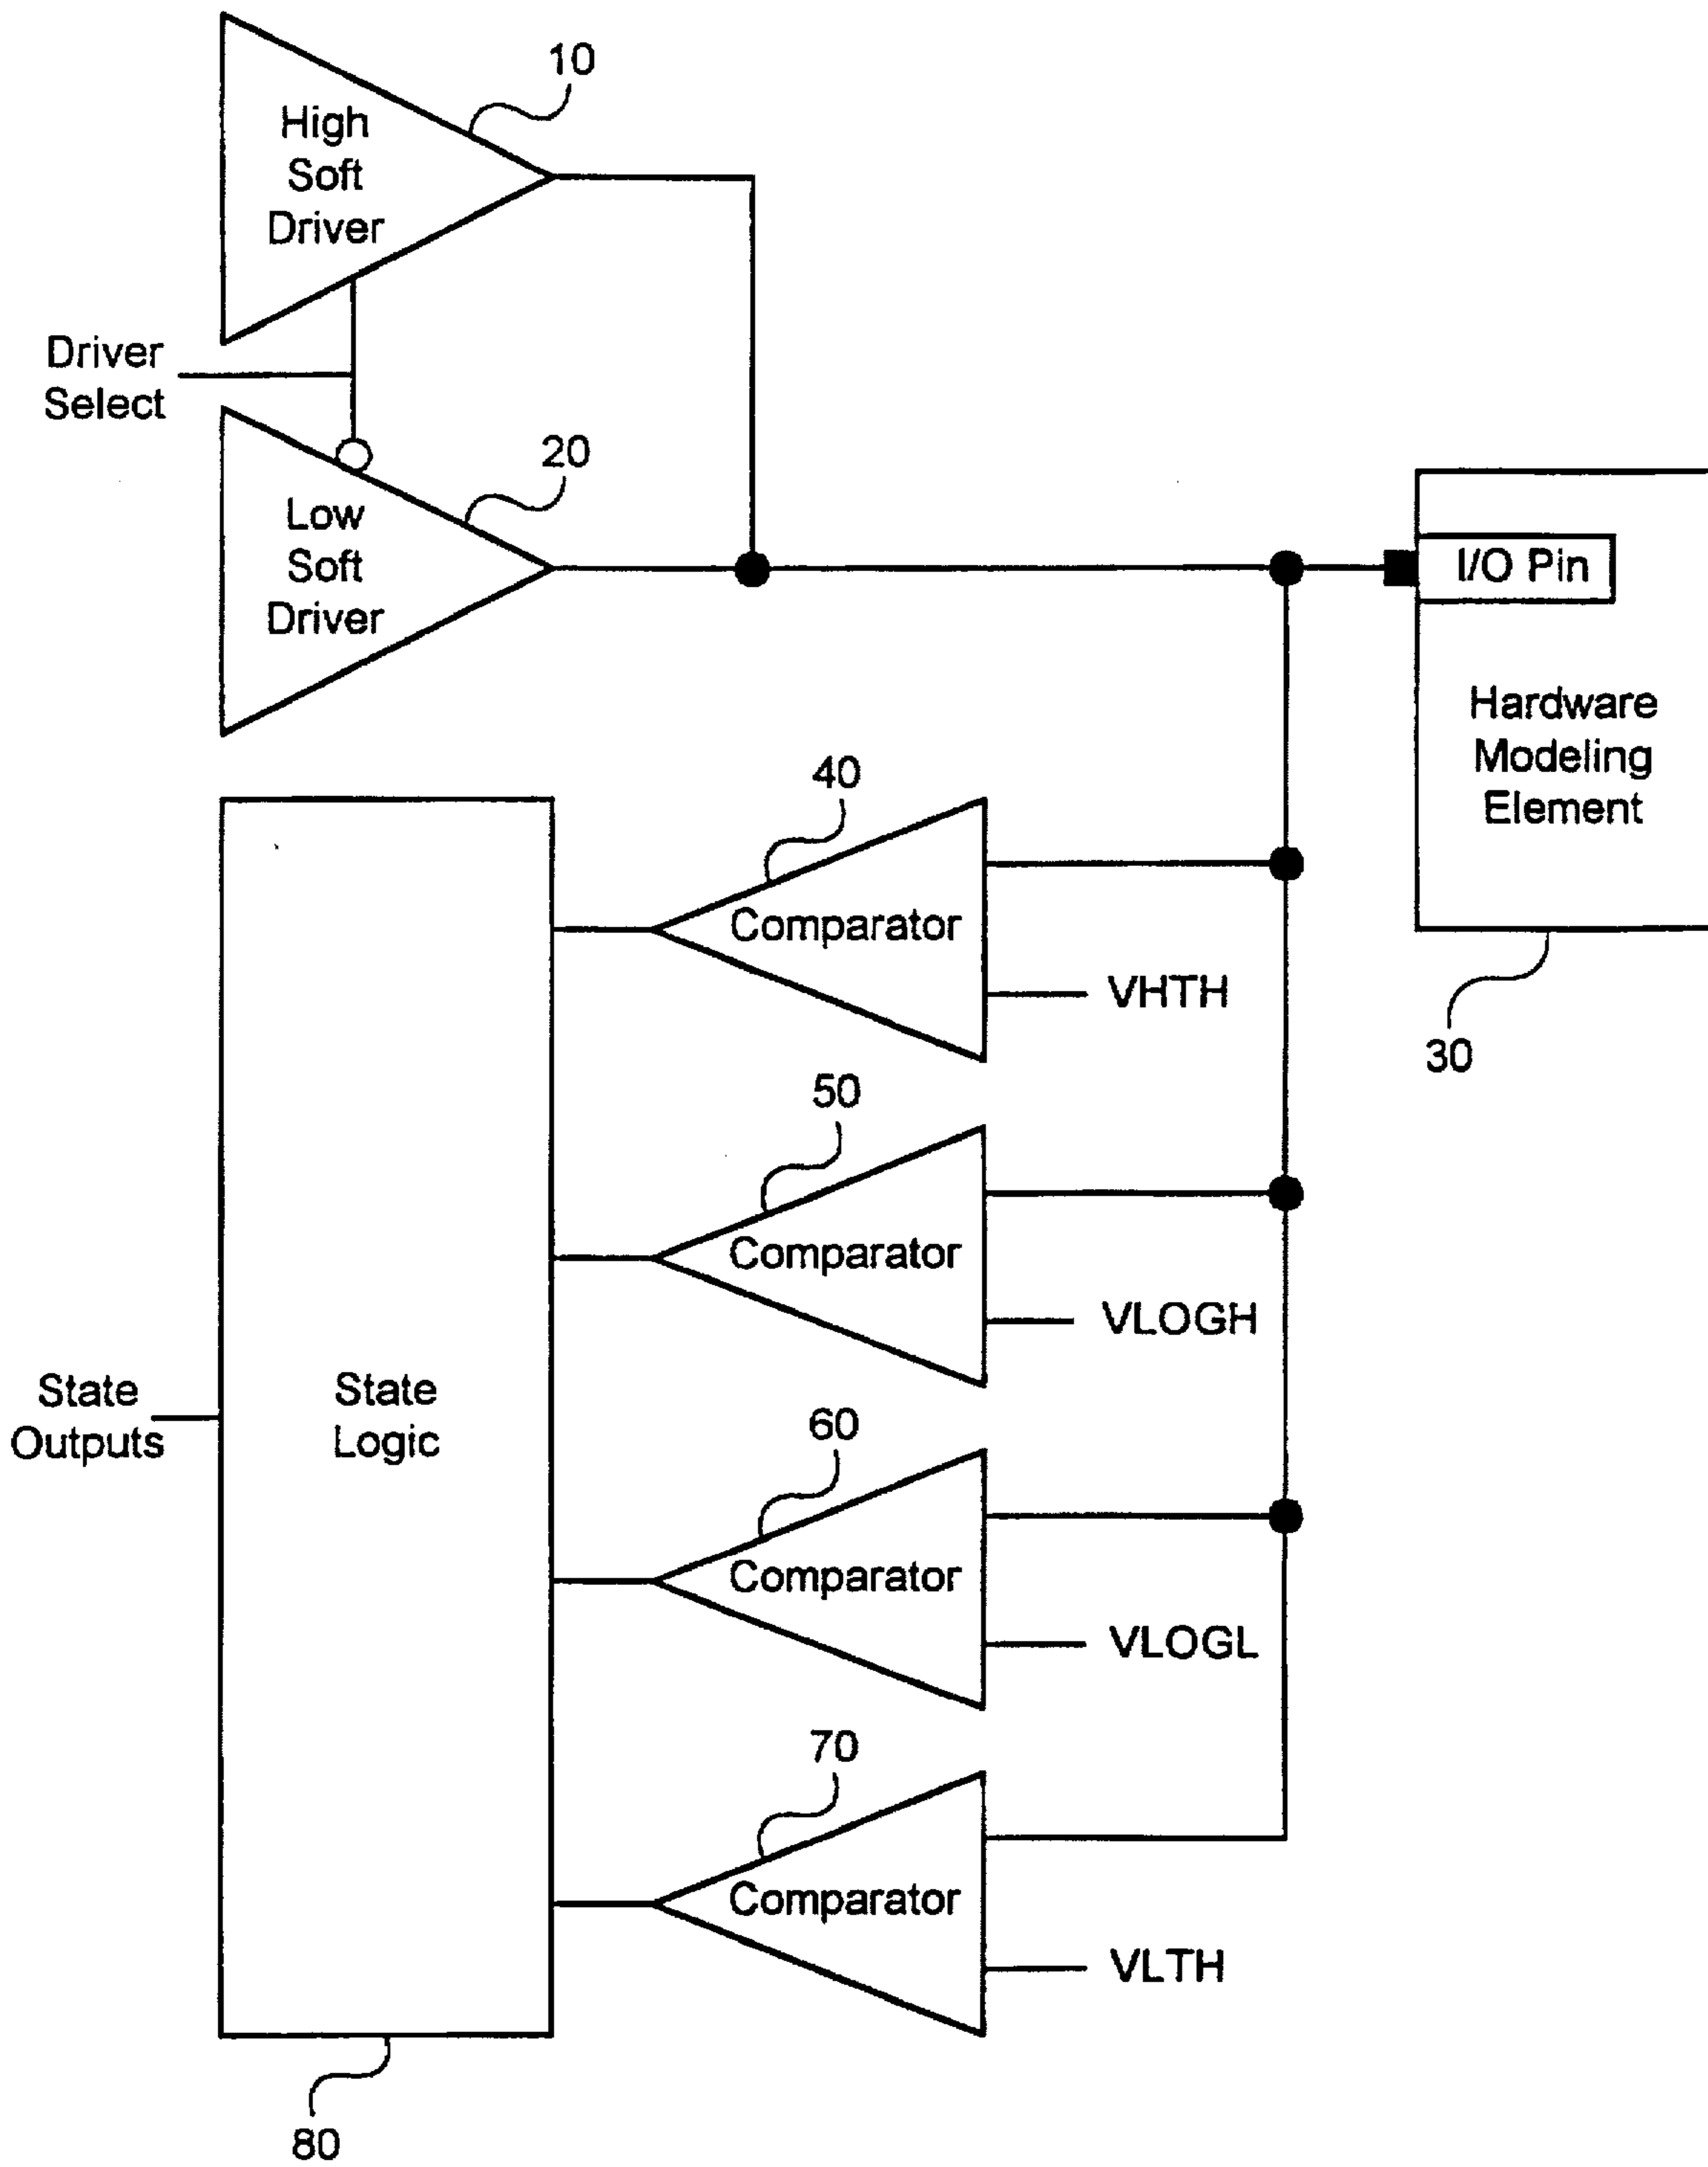 10
High
Soft
Driver
Driver
Select
20
Low
Soft
Driver
I/O Pin
Hardware
Modeling
Element
30
40
Comparator
VHTH
50
Comparator
VLOGH
State
Outputs
State
Logic
60
Comparator
VLOGL
70
Comparator
VLTH
80